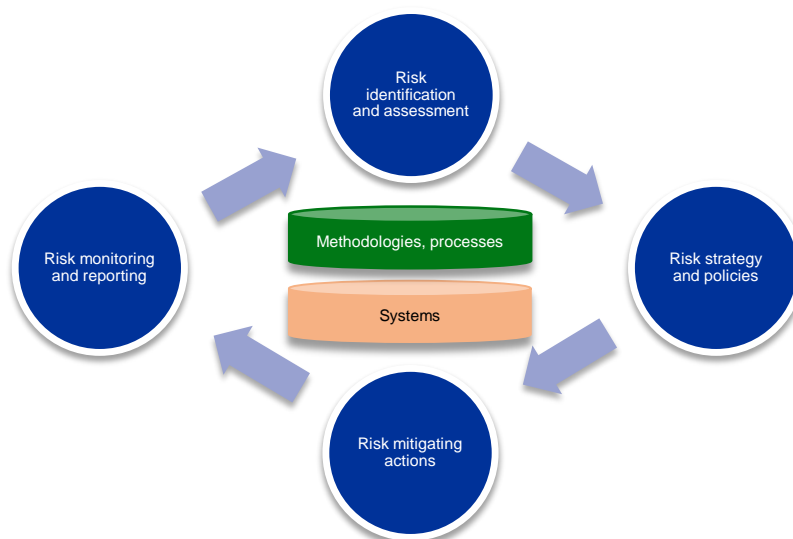 Risk
identification
and assessment
Methodologies, processes
Risk monitoring
and reporting
Risk strategy
and policies
Systems
Risk mitigating
actions